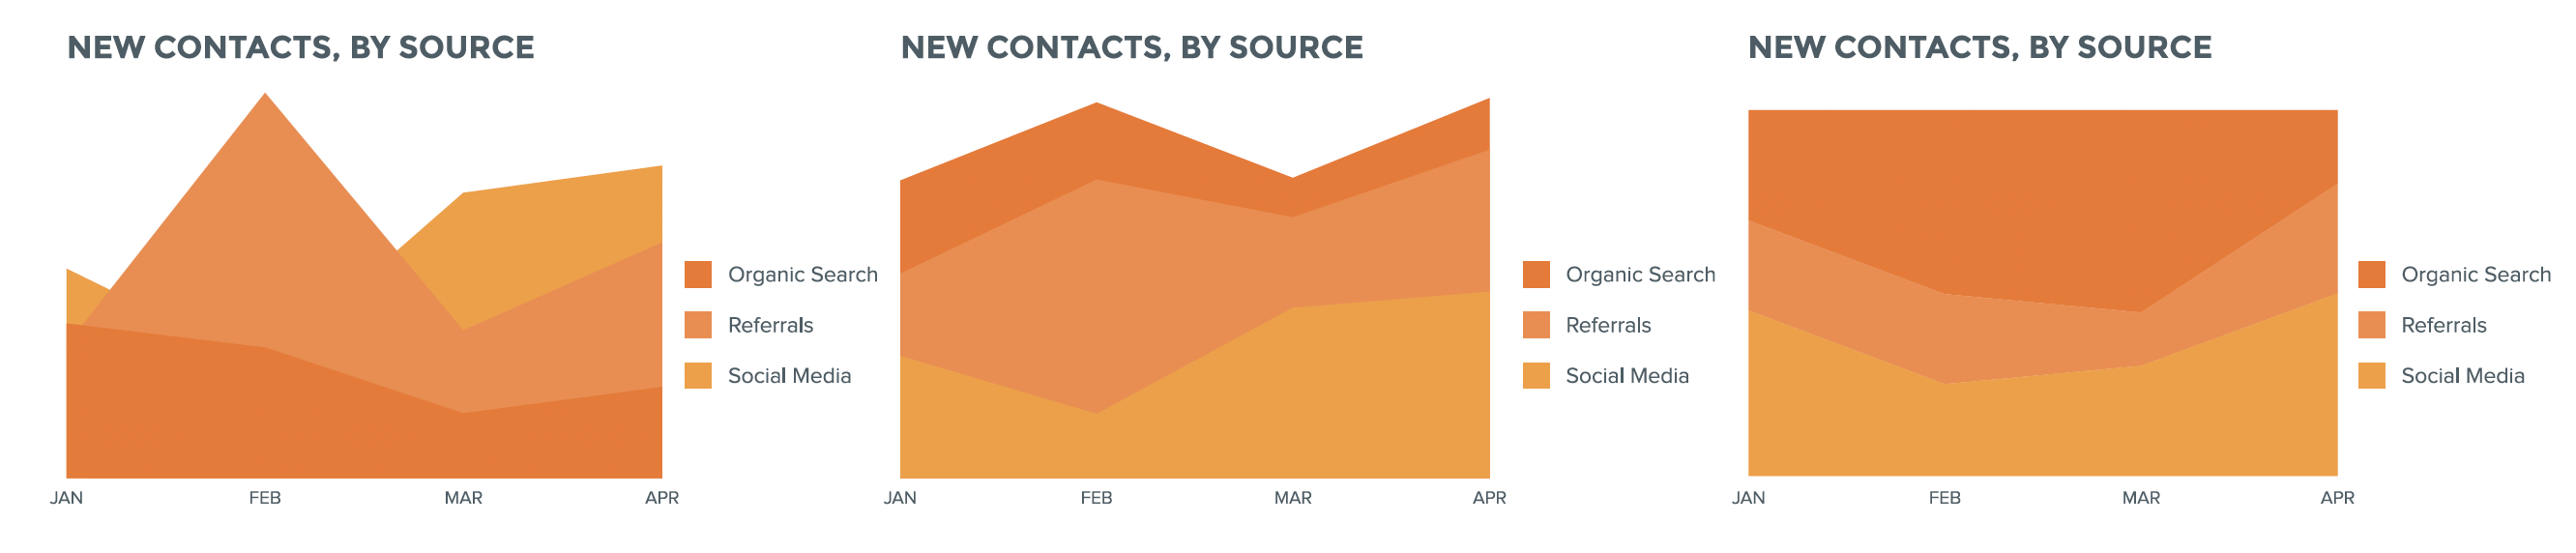 NEW CONTACTS, BY SOURCE
Organic Search
Referrals
Social Media
JAN FEB MAR APR
NEW CONTACTS, BY SOURCE
Organic Search
Referrals
Social Media
JAN FEB MAR APR
NEW CONTACTS, BY SOURCE
Organic Search
Referrals
Social Media
JAN FEB MAR APR